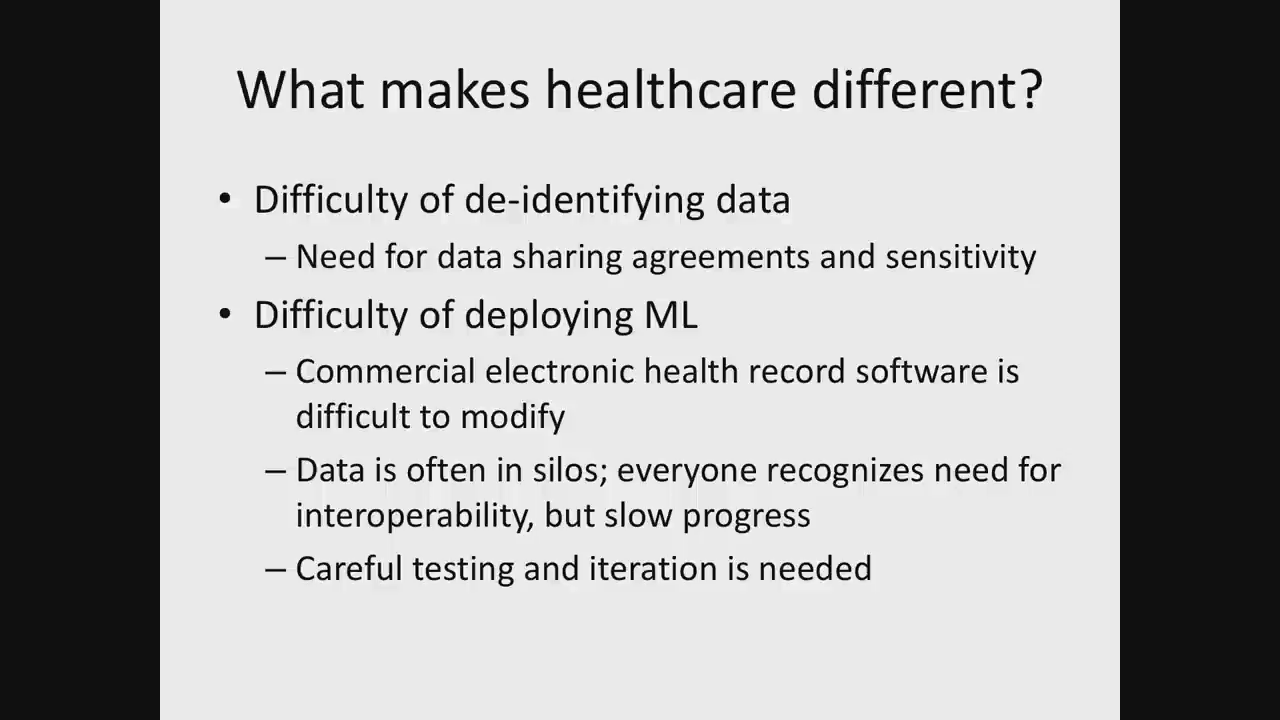 What makes healthcare different?
• Difficulty of de-identifying data
– Need for data sharing agreements and sensitivity
• Difficulty of deploying ML
– Commercial electronic health record software is
difficult to modify
– Data is often in silos; everyone recognizes need for
interoperability, but slow progress
– Careful testing and iteration is needed